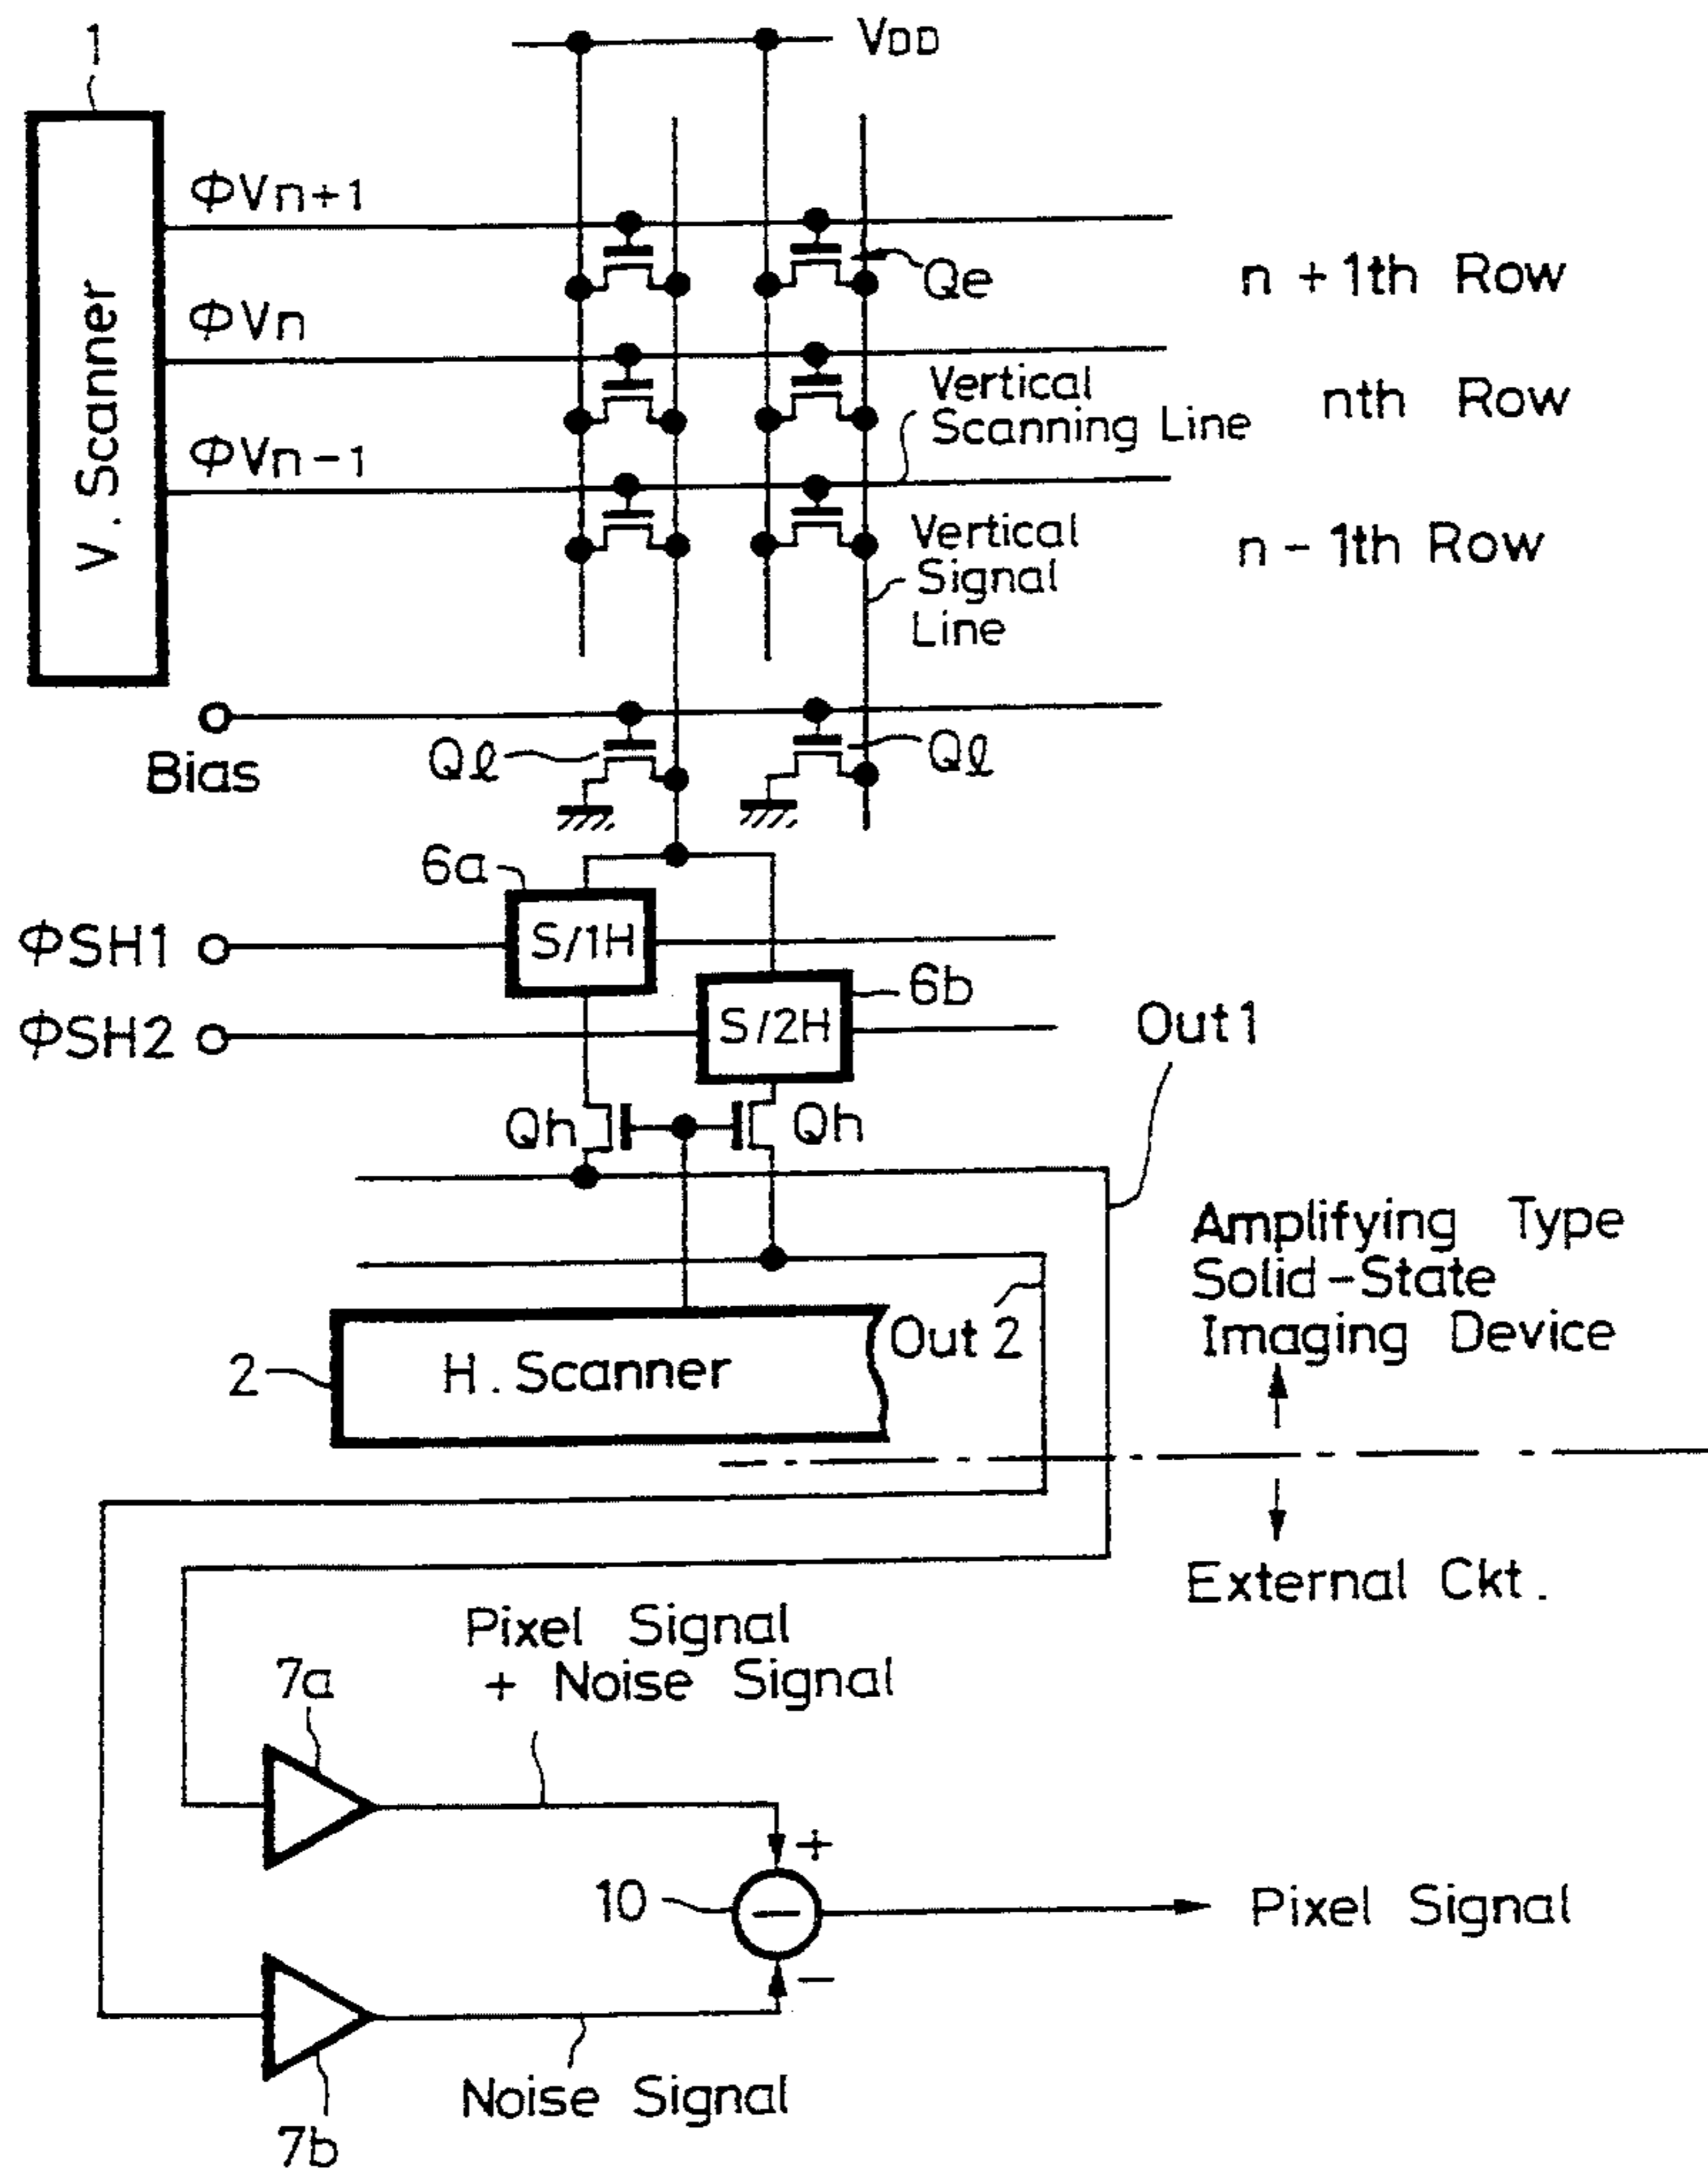 1
VDD
ΦVn+1
Qe
n + 1th Row
ΦVn
Vertical
Scanning Line
nth Row
V. Scanner
ΦVn-1
Vertical
Signal
Line
n - 1th Row
Bias
Qℓ
Qℓ
6a
ΦSH1
S/1H
6b
ΦSH2
S/2H
Out1
Qh
Qh
Amplifying Type
Solid-State
Imaging Device
Out 2
2
H. Scanner
External Ckt.
Pixel Signal
+ Noise Signal
7a
+
10
−
Pixel Signal
−
Noise Signal
7b